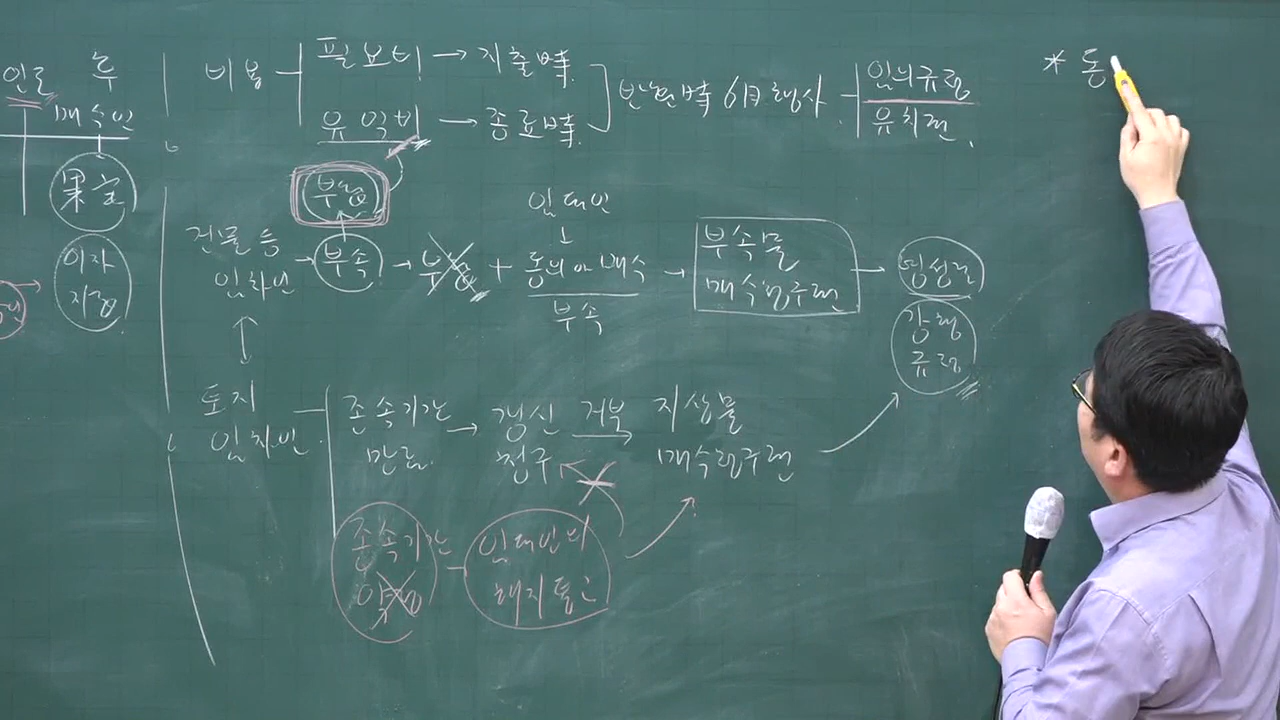 인도 후
매수인
果実
이자
지급
비용 필요비 → 지출時.
유익비 → 종료時.
반환時 6月 행사
임의규정
유치권.
건물 등
임차인
부합
부속 → 부합 +
임대인
↓
동의 or 매수
부속
→ 부속물
매수청구권 → 형성권
강행
규정
토지
임차인
존속기간
만료. → 갱신
청구 거부 → 지상물
매수청구권
존속기간
약정
임대인의
해지통고
* 동